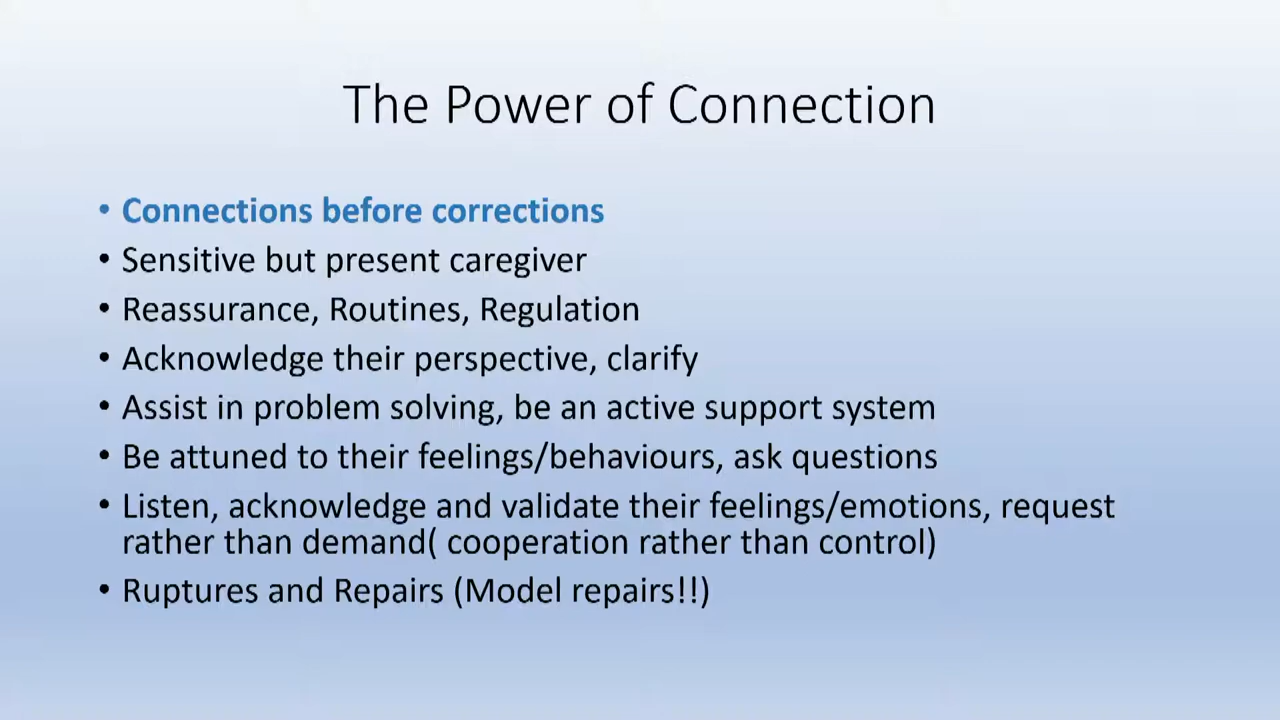 The Power of Connection
• Connections before corrections
• Sensitive but present caregiver
• Reassurance, Routines, Regulation
• Acknowledge their perspective, clarify
• Assist in problem solving, be an active support system
• Be attuned to their feelings/behaviours, ask questions
• Listen, acknowledge and validate their feelings/emotions, request
rather than demand( cooperation rather than control)
• Ruptures and Repairs (Model repairs!!)